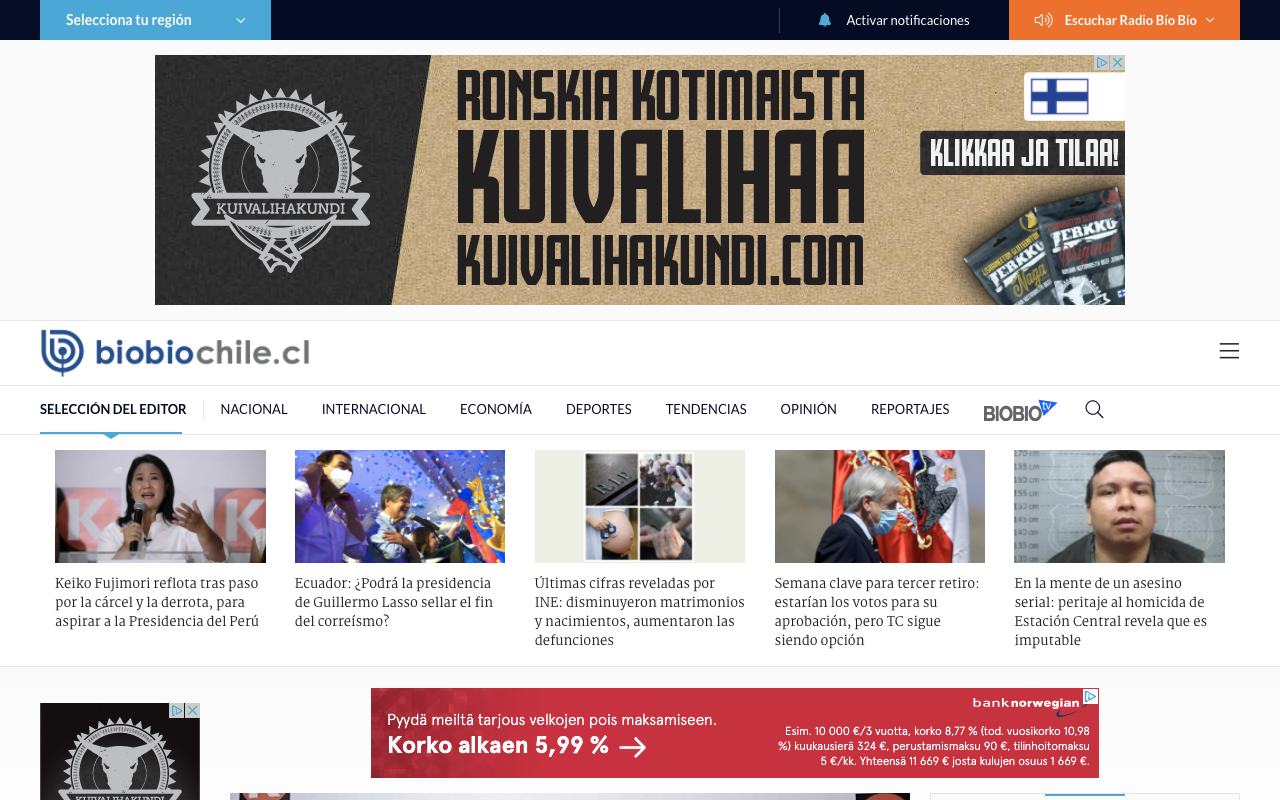 Selecciona tu región
Activar notificaciones
Escuchar Radio Bío Bío
RONSKIA KOTIMAISTA
KUIVALIHAA
KUIVALIHAKUNDI.COM
KUIVALIHAKUNDI
KLIKKAA JA TILAA!
JERKKU
Naga
JERKKU
Original
biobiochile.cl
SELECCIÓN DEL EDITOR
NACIONAL
INTERNACIONAL
ECONOMÍA
DEPORTES
TENDENCIAS
OPINIÓN
REPORTAJES
BIOBIO tv
K
K
R.I.P
Keiko Fujimori reflota tras paso
por la cárcel y la derrota, para
aspirar a la Presidencia del Perú
Ecuador: ¿Podrá la presidencia
de Guillermo Lasso sellar el fin
del correísmo?
Últimas cifras reveladas por
INE: disminuyeron matrimonios
y nacimientos, aumentaron las
defunciones
Semana clave para tercer retiro:
estarían los votos para su
aprobación, pero TC sigue
siendo opción
En la mente de un asesino
serial: peritaje al homicida de
Estación Central revela que es
imputable
KUIVALIHAKUNDI
Pyydä meiltä tarjous velkojen pois maksamiseen.
Korko alkaen 5,99 %
banknorwegian
Esim. 10 000 €/3 vuotta, korko 8,77 % (tod. vuosikorko 10,98
%) kuukausierä 324 €, perustamismaksu 90 €, tilinhoitomaksu
5 €/kk. Yhteensä 11 669 € josta kulujen osuus 1 669 €.